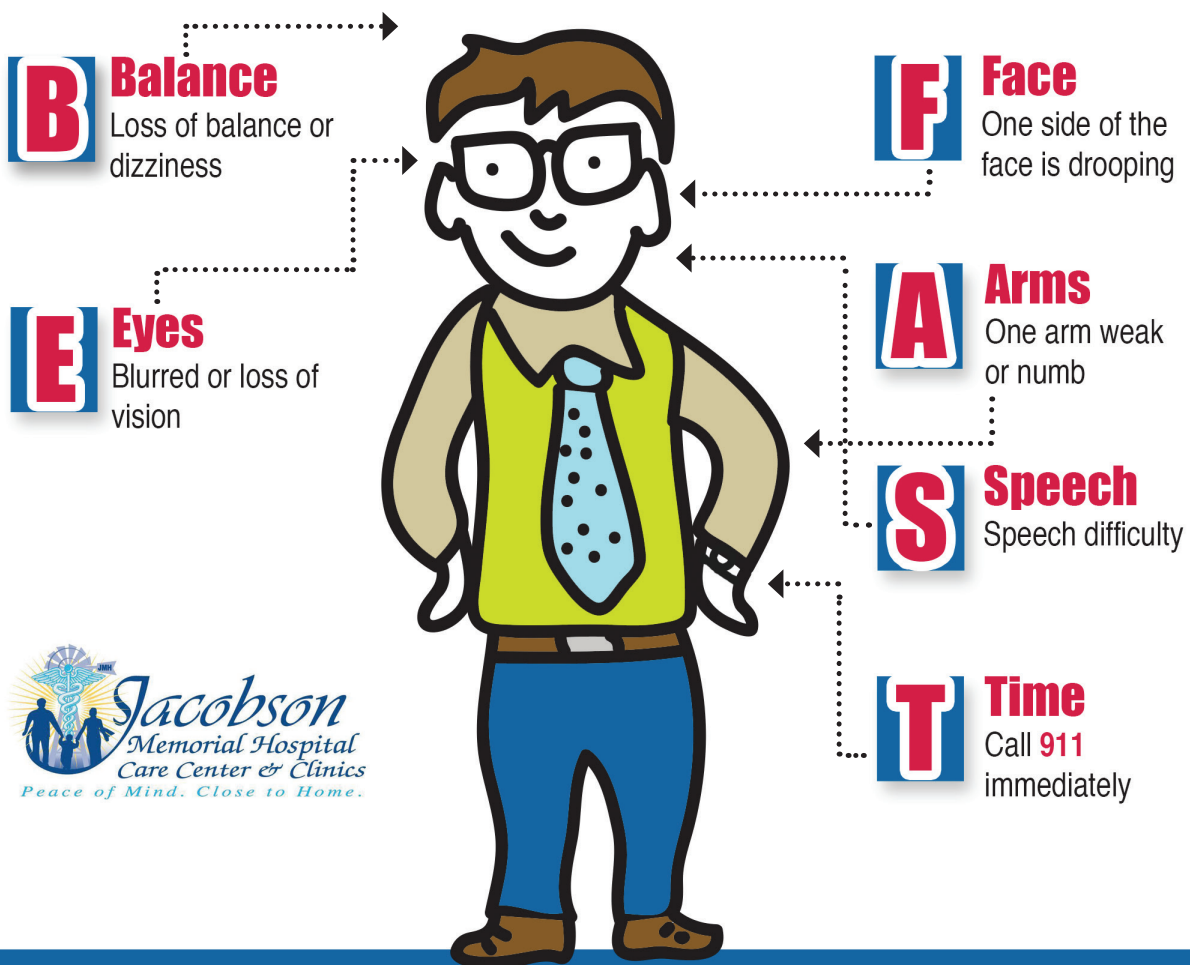 B
Balance
Loss of balance or
dizziness
E
Eyes
Blurred or loss of
vision
F
Face
One side of the
face is drooping
A
Arms
One arm weak
or numb
S
Speech
Speech difficulty
T
Time
Call 911
immediately
JMH
Jacobson
Memorial Hospital
Care Center & Clinics
Peace of Mind. Close to Home.